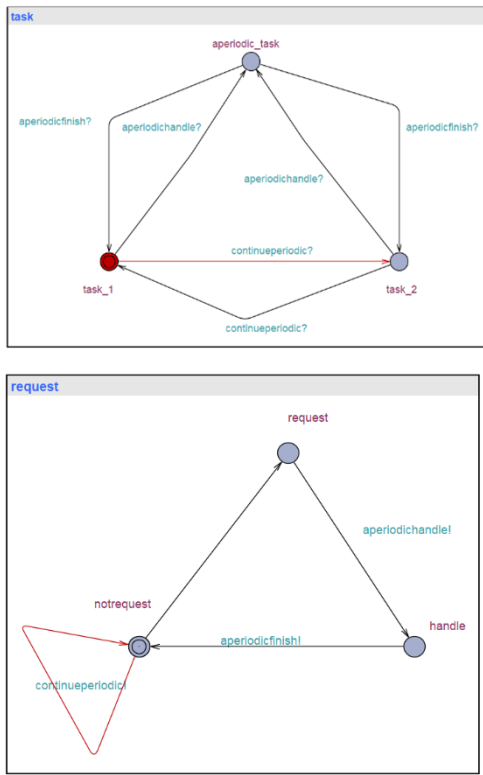 task
aperiodic_task
aperiodicfinish?
aperiodichandle?
aperiodicfinish?
aperiodichandle?
continueperiodic?
task_1
task_2
continueperiodic?
request
request
aperiodichandle!
notrequest
handle
aperiodicfinish!
continueperiodic!